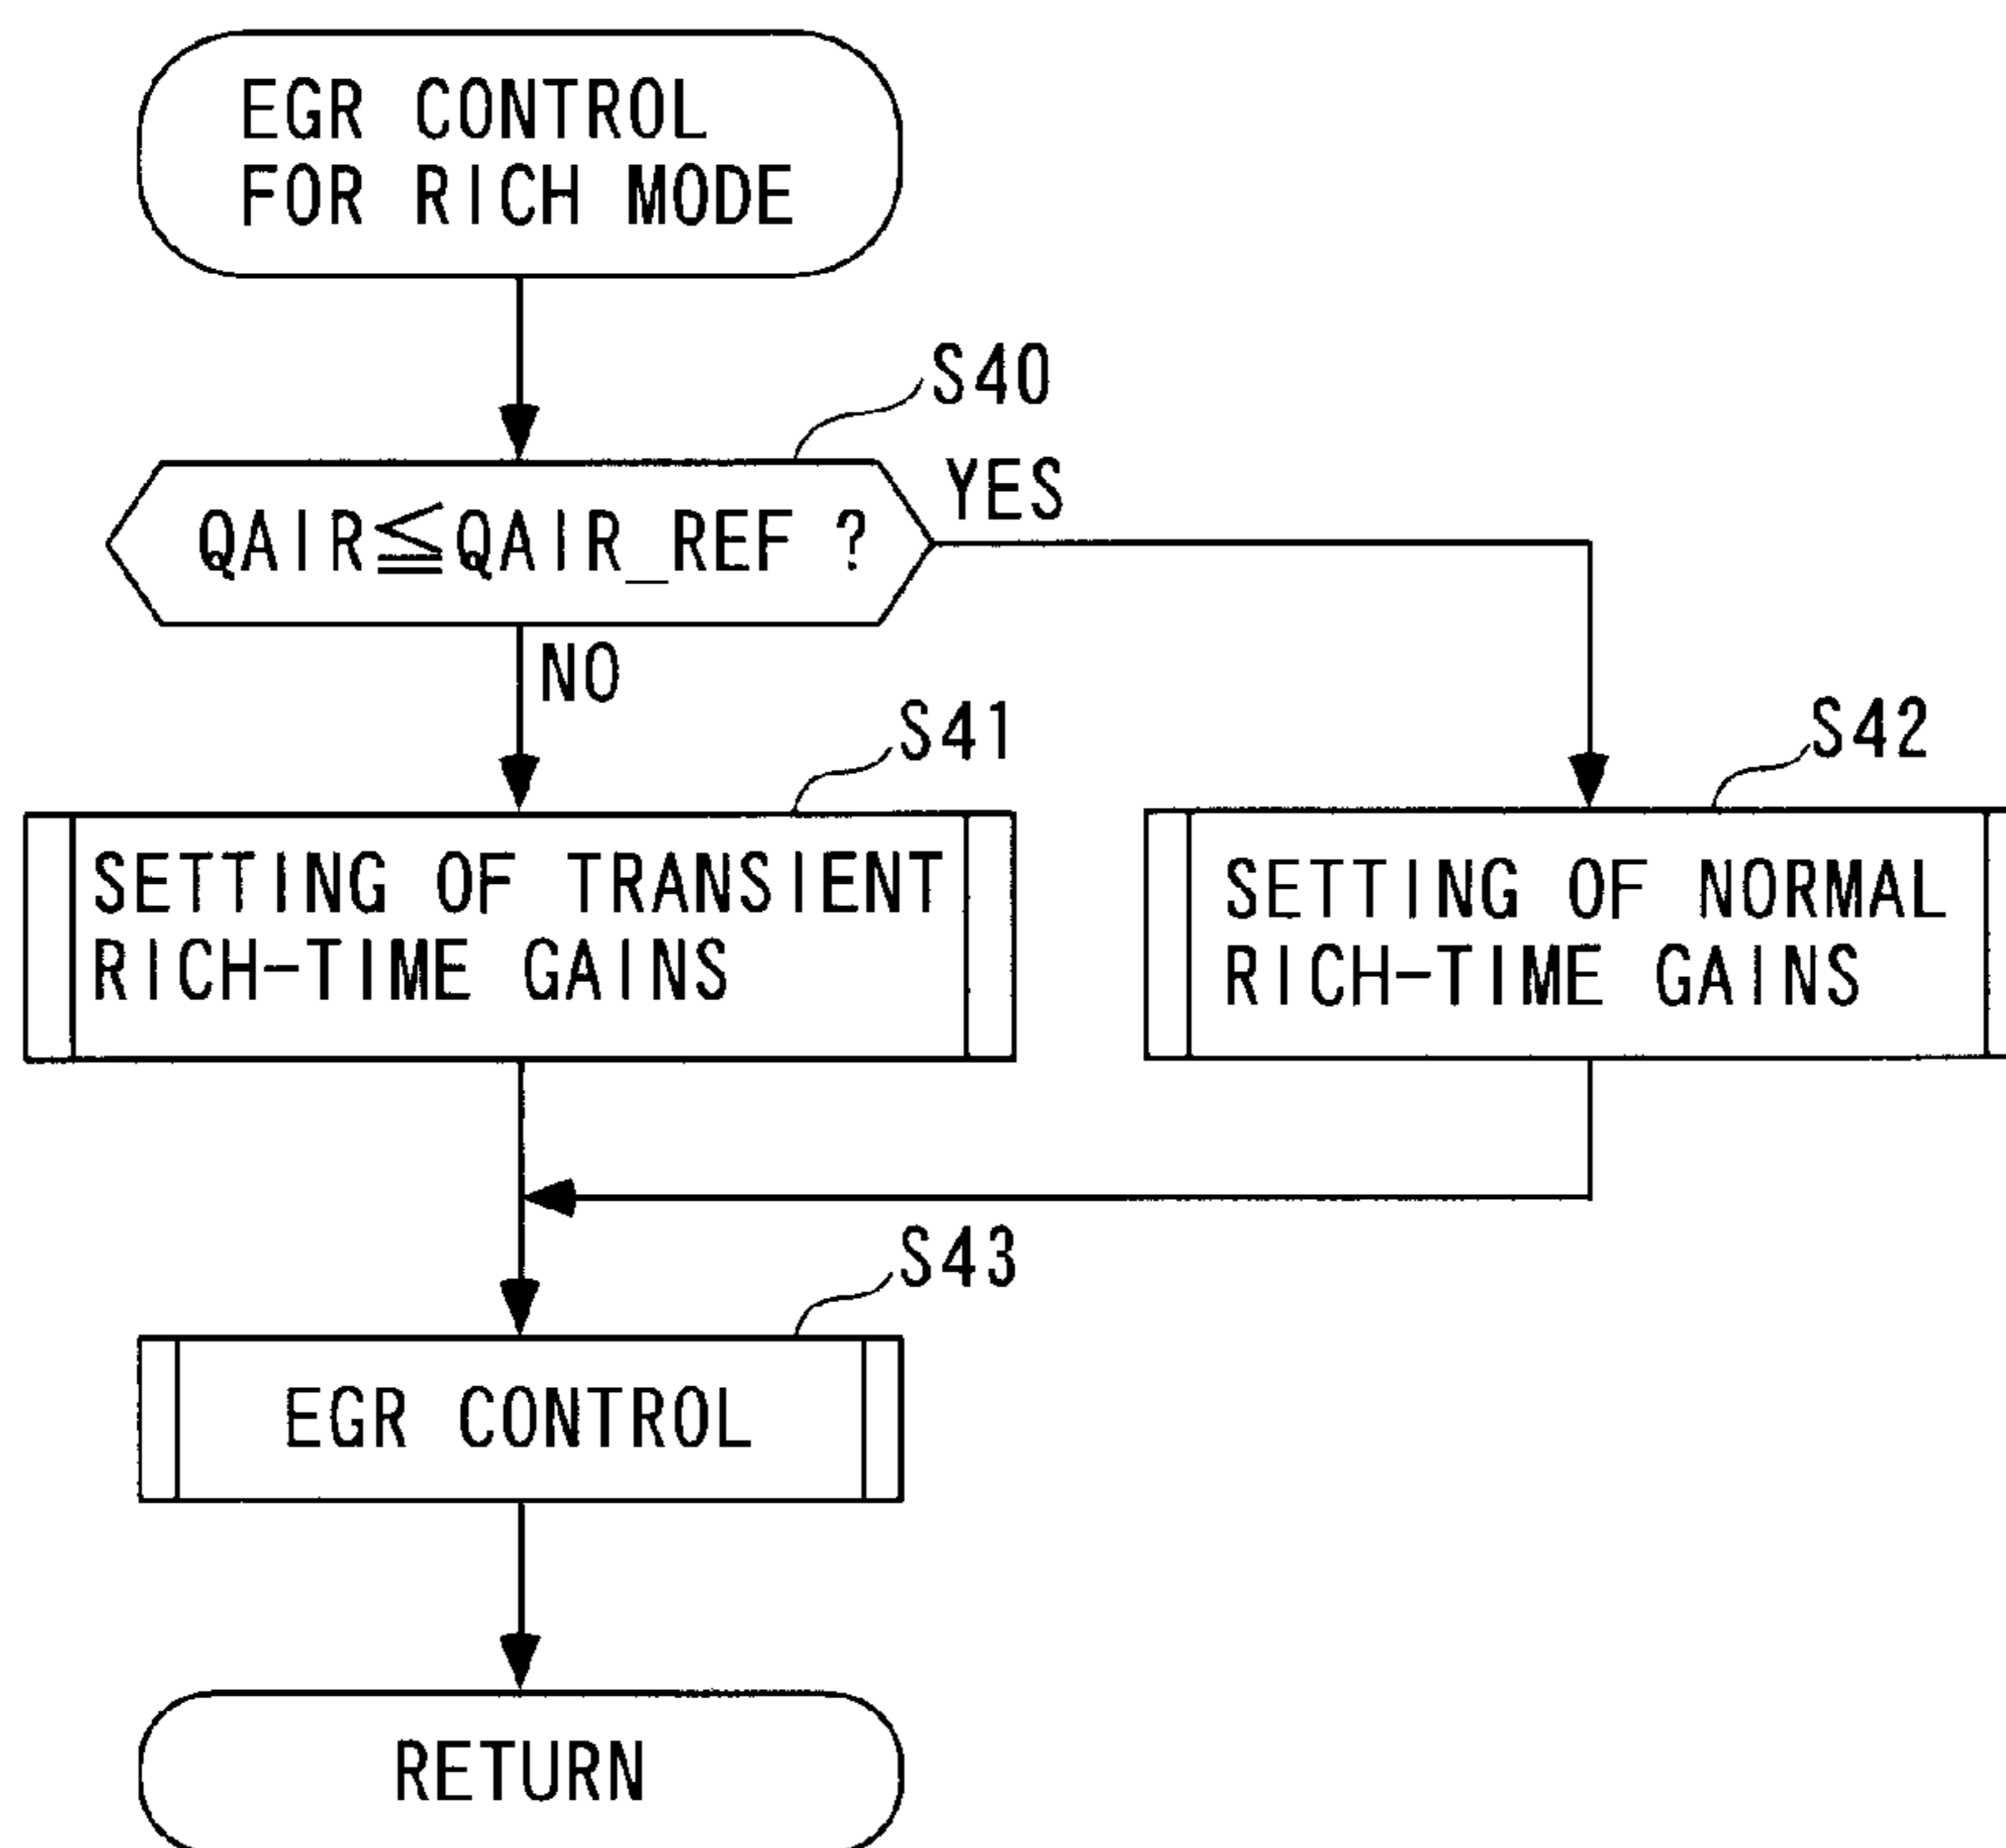 EGR CONTROL
FOR RICH MODE
S40
QAIR≦QAIR_REF ?
YES
NO
S41
S42
SETTING OF TRANSIENT
RICH-TIME GAINS
SETTING OF NORMAL
RICH-TIME GAINS
S43
EGR CONTROL
RETURN